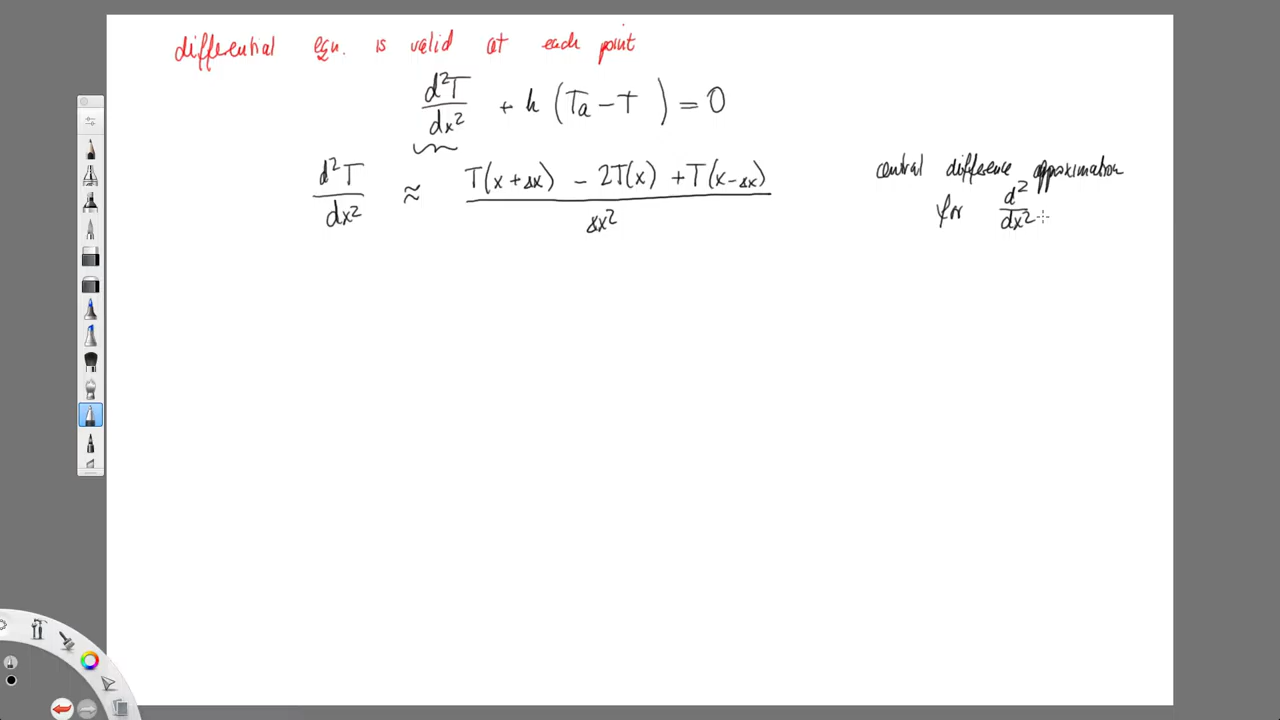 differential eqn. is valid at each point
d²T/dx² + h (Ta − T) = 0
d²T/dx² ≈ (T(x+Δx) − 2T(x) + T(x−Δx))/Δx²
central difference approximation
for d²/dx²